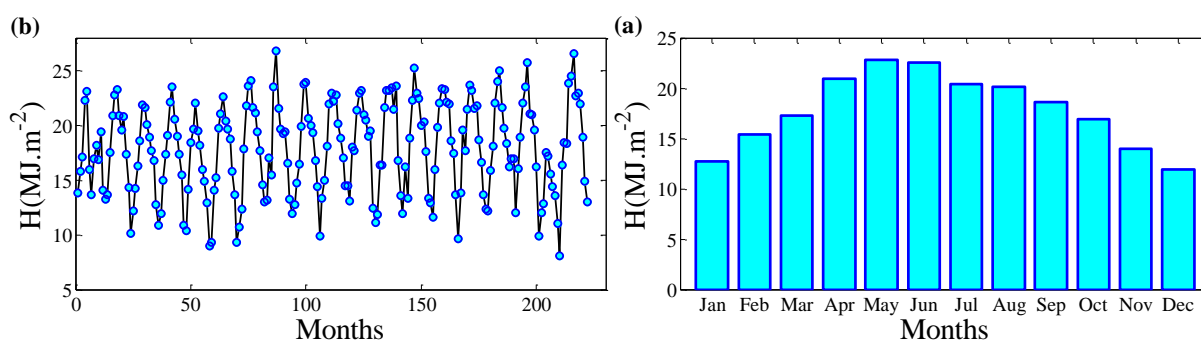 (b)
H(MJ.m-2)
25
20
15
10
5
0 50 100 150 200
Months
(a)
H(MJ.m-2)
25
20
15
10
5
0
Jan Feb Mar Apr May Jun Jul Aug Sep Oct Nov Dec
Months